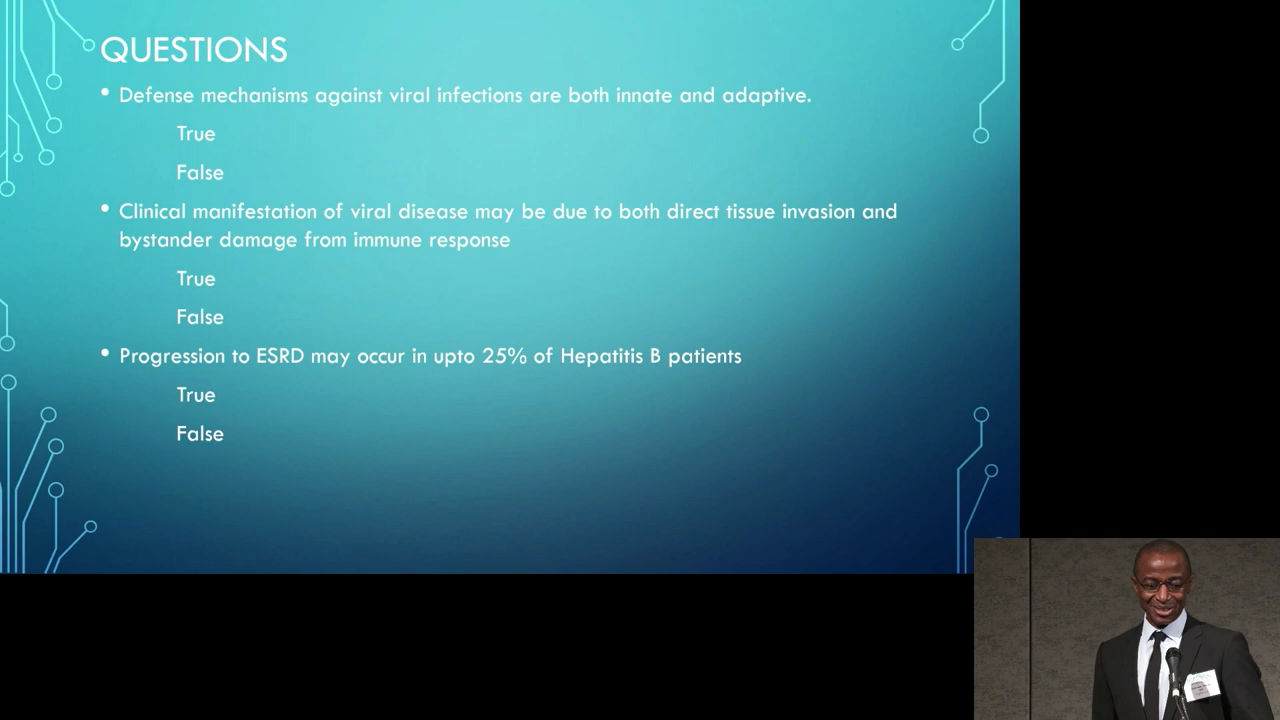 QUESTIONS
• Defense mechanisms against viral infections are both innate and adaptive.
True
False
• Clinical manifestation of viral disease may be due to both direct tissue invasion and
bystander damage from immune response
True
False
• Progression to ESRD may occur in upto 25% of Hepatitis B patients
True
False